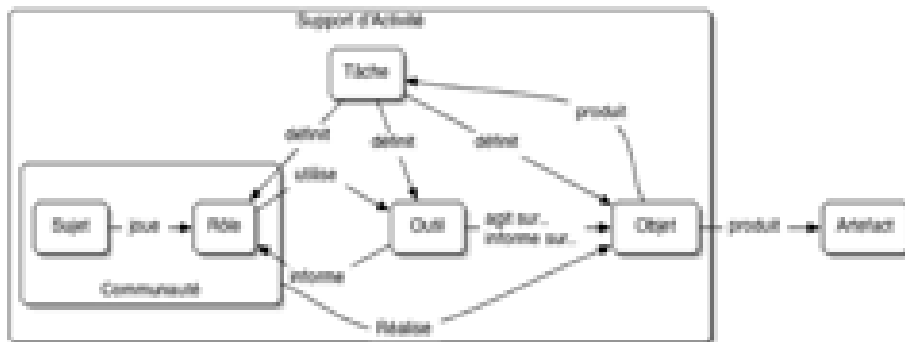 Support d'Activité
Tâche
produit
définit
définit
définit
utilise
Sujet
joue
Rôle
Outil
agit sur..
informe sur..
Objet
produit
Artefact
informe
Communauté
Réalise